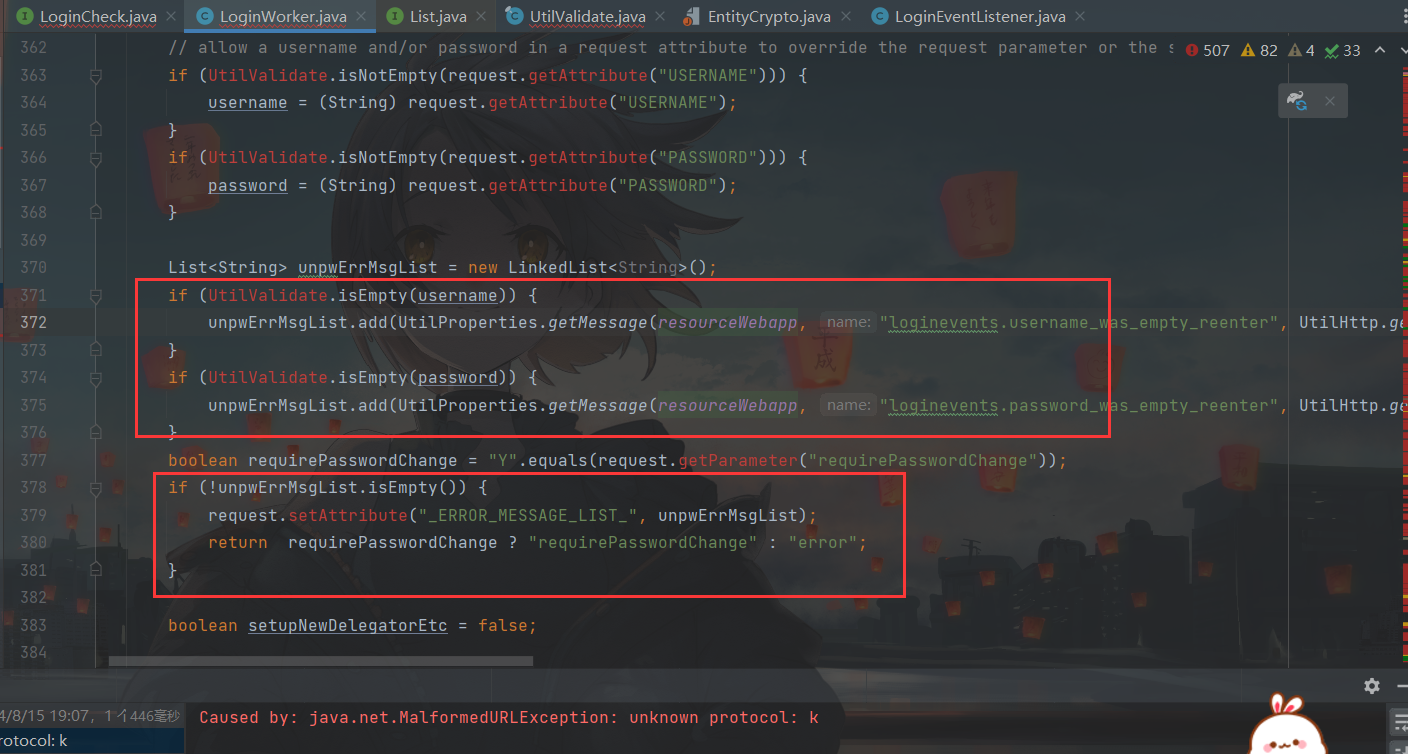 LoginCheck.java LoginWorker.java List.java UtilValidate.java EntityCrypto.java LoginEventListener.java
507 82 4 33
362 // allow a username and/or password in a request attribute to override the request parameter or the s
363 if (UtilValidate.isNotEmpty(request.getAttribute("USERNAME"))) {
364 username = (String) request.getAttribute("USERNAME");
365 }
366 if (UtilValidate.isNotEmpty(request.getAttribute("PASSWORD"))) {
367 password = (String) request.getAttribute("PASSWORD");
368 }
369
370 List<String> unpwErrMsgList = new LinkedList<String>();
371 if (UtilValidate.isEmpty(username)) {
372 unpwErrMsgList.add(UtilProperties.getMessage(resourceWebapp, name: "loginevents.username_was_empty_reenter", UtilHttp.ge
373 }
374 if (UtilValidate.isEmpty(password)) {
375 unpwErrMsgList.add(UtilProperties.getMessage(resourceWebapp, name: "loginevents.password_was_empty_reenter", UtilHttp.ge
376 }
377 boolean requirePasswordChange = "Y".equals(request.getParameter("requirePasswordChange"));
378 if (!unpwErrMsgList.isEmpty()) {
379 request.setAttribute("_ERROR_MESSAGE_LIST_", unpwErrMsgList);
380 return requirePasswordChange ? "requirePasswordChange" : "error";
381 }
382
383 boolean setupNewDelegatorEtc = false;
384
4/8/15 19:07, 1个446毫秒 Caused by: java.net.MalformedURLException: unknown protocol: k
rotocol: k